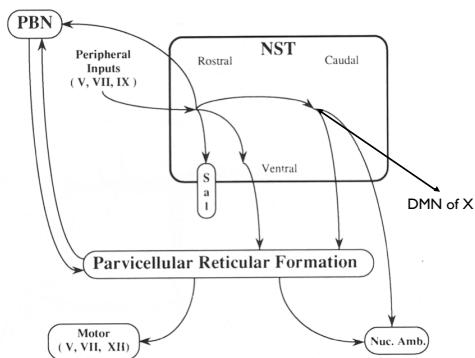 PBN
NST
Peripheral
Inputs
( V, VII, IX )
Rostral
Caudal
Ventral
S
a
l
DMN of X
Parvicellular Reticular Formation
Motor
( V, VII, XII)
Nuc. Amb.